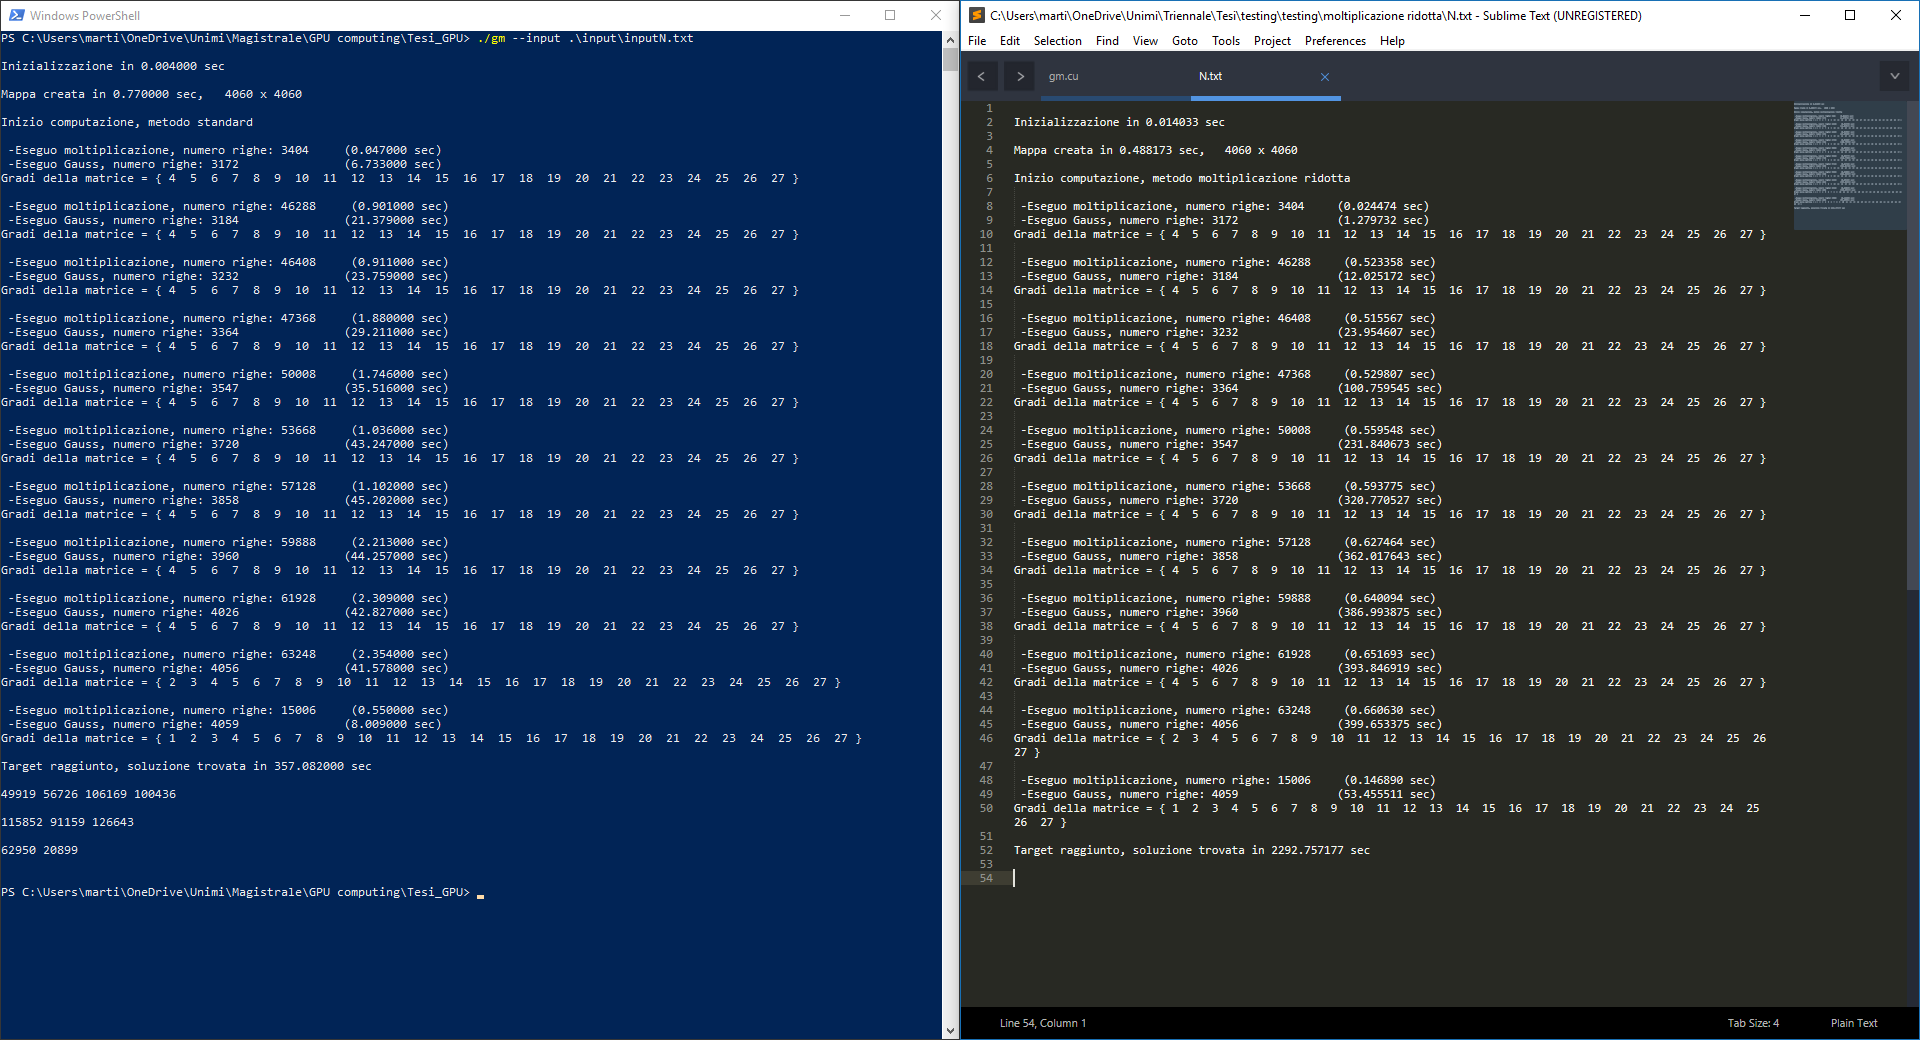 Windows PowerShell
PS C:\Users\marti\OneDrive\Unimi\Magistrale\GPU computing\Tesi_GPU> ./gm --input .\input\inputN.txt
Inizializzazione in 0.004000 sec
Mappa creata in 0.770000 sec,   4060 x 4060
Inizio computazione, metodo standard
-Eseguo moltiplicazione, numero righe: 3404     (0.047000 sec)
-Eseguo Gauss, numero righe: 3172               (6.733000 sec)
Gradi della matrice = { 4 5 6 7 8 9 10 11 12 13 14 15 16 17 18 19 20 21 22 23 24 25 26 27 }
-Eseguo moltiplicazione, numero righe: 46288     (0.901000 sec)
-Eseguo Gauss, numero righe: 3184               (21.379000 sec)
Gradi della matrice = { 4 5 6 7 8 9 10 11 12 13 14 15 16 17 18 19 20 21 22 23 24 25 26 27 }
-Eseguo moltiplicazione, numero righe: 46408     (0.911000 sec)
-Eseguo Gauss, numero righe: 3232               (23.759000 sec)
Gradi della matrice = { 4 5 6 7 8 9 10 11 12 13 14 15 16 17 18 19 20 21 22 23 24 25 26 27 }
-Eseguo moltiplicazione, numero righe: 47368     (1.880000 sec)
-Eseguo Gauss, numero righe: 3364               (29.211000 sec)
Gradi della matrice = { 4 5 6 7 8 9 10 11 12 13 14 15 16 17 18 19 20 21 22 23 24 25 26 27 }
-Eseguo moltiplicazione, numero righe: 50008     (1.746000 sec)
-Eseguo Gauss, numero righe: 3547               (35.516000 sec)
Gradi della matrice = { 4 5 6 7 8 9 10 11 12 13 14 15 16 17 18 19 20 21 22 23 24 25 26 27 }
-Eseguo moltiplicazione, numero righe: 53668     (1.036000 sec)
-Eseguo Gauss, numero righe: 3720               (43.247000 sec)
Gradi della matrice = { 4 5 6 7 8 9 10 11 12 13 14 15 16 17 18 19 20 21 22 23 24 25 26 27 }
-Eseguo moltiplicazione, numero righe: 57128     (1.102000 sec)
-Eseguo Gauss, numero righe: 3858               (45.202000 sec)
Gradi della matrice = { 4 5 6 7 8 9 10 11 12 13 14 15 16 17 18 19 20 21 22 23 24 25 26 27 }
-Eseguo moltiplicazione, numero righe: 59888     (2.213000 sec)
-Eseguo Gauss, numero righe: 3960               (44.257000 sec)
Gradi della matrice = { 4 5 6 7 8 9 10 11 12 13 14 15 16 17 18 19 20 21 22 23 24 25 26 27 }
-Eseguo moltiplicazione, numero righe: 61928     (2.309000 sec)
-Eseguo Gauss, numero righe: 4026               (42.827000 sec)
Gradi della matrice = { 4 5 6 7 8 9 10 11 12 13 14 15 16 17 18 19 20 21 22 23 24 25 26 27 }
-Eseguo moltiplicazione, numero righe: 63248     (2.354000 sec)
-Eseguo Gauss, numero righe: 4056               (41.578000 sec)
Gradi della matrice = { 2 3 4 5 6 7 8 9 10 11 12 13 14 15 16 17 18 19 20 21 22 23 24 25 26 27 }
-Eseguo moltiplicazione, numero righe: 15006     (0.550000 sec)
-Eseguo Gauss, numero righe: 4059               (8.009000 sec)
Gradi della matrice = { 1 2 3 4 5 6 7 8 9 10 11 12 13 14 15 16 17 18 19 20 21 22 23 24 25 26 27 }
Target raggiunto, soluzione trovata in 357.082000 sec
49919 56726 106169 100436
115852 91159 126643
62950 20899
PS C:\Users\marti\OneDrive\Unimi\Magistrale\GPU computing\Tesi_GPU>
C:\Users\marti\OneDrive\Unimi\Triennale\Tesi\testing\testing\moltiplicazione ridotta\N.txt - Sublime Text (UNREGISTERED)
File Edit Selection Find View Goto Tools Project Preferences Help
gm.cu N.txt
1
2 Inizializzazione in 0.014033 sec
3
4 Mappa creata in 0.488173 sec,   4060 x 4060
5
6 Inizio computazione, metodo moltiplicazione ridotta
7
8 -Eseguo moltiplicazione, numero righe: 3404     (0.024474 sec)
9 -Eseguo Gauss, numero righe: 3172               (1.279732 sec)
10 Gradi della matrice = { 4 5 6 7 8 9 10 11 12 13 14 15 16 17 18 19 20 21 22 23 24 25 26 27 }
11
12 -Eseguo moltiplicazione, numero righe: 46288     (0.523358 sec)
13 -Eseguo Gauss, numero righe: 3184               (12.025172 sec)
14 Gradi della matrice = { 4 5 6 7 8 9 10 11 12 13 14 15 16 17 18 19 20 21 22 23 24 25 26 27 }
15
16 -Eseguo moltiplicazione, numero righe: 46408     (0.515567 sec)
17 -Eseguo Gauss, numero righe: 3232               (23.954607 sec)
18 Gradi della matrice = { 4 5 6 7 8 9 10 11 12 13 14 15 16 17 18 19 20 21 22 23 24 25 26 27 }
19
20 -Eseguo moltiplicazione, numero righe: 47368     (0.529807 sec)
21 -Eseguo Gauss, numero righe: 3364               (100.759545 sec)
22 Gradi della matrice = { 4 5 6 7 8 9 10 11 12 13 14 15 16 17 18 19 20 21 22 23 24 25 26 27 }
23
24 -Eseguo moltiplicazione, numero righe: 50008     (0.559548 sec)
25 -Eseguo Gauss, numero righe: 3547               (231.840673 sec)
26 Gradi della matrice = { 4 5 6 7 8 9 10 11 12 13 14 15 16 17 18 19 20 21 22 23 24 25 26 27 }
27
28 -Eseguo moltiplicazione, numero righe: 53668     (0.593775 sec)
29 -Eseguo Gauss, numero righe: 3720               (320.770527 sec)
30 Gradi della matrice = { 4 5 6 7 8 9 10 11 12 13 14 15 16 17 18 19 20 21 22 23 24 25 26 27 }
31
32 -Eseguo moltiplicazione, numero righe: 57128     (0.627464 sec)
33 -Eseguo Gauss, numero righe: 3858               (362.017643 sec)
34 Gradi della matrice = { 4 5 6 7 8 9 10 11 12 13 14 15 16 17 18 19 20 21 22 23 24 25 26 27 }
35
36 -Eseguo moltiplicazione, numero righe: 59888     (0.640094 sec)
37 -Eseguo Gauss, numero righe: 3960               (386.993875 sec)
38 Gradi della matrice = { 4 5 6 7 8 9 10 11 12 13 14 15 16 17 18 19 20 21 22 23 24 25 26 27 }
39
40 -Eseguo moltiplicazione, numero righe: 61928     (0.651693 sec)
41 -Eseguo Gauss, numero righe: 4026               (393.846919 sec)
42 Gradi della matrice = { 4 5 6 7 8 9 10 11 12 13 14 15 16 17 18 19 20 21 22 23 24 25 26 27 }
43
44 -Eseguo moltiplicazione, numero righe: 63248     (0.660630 sec)
45 -Eseguo Gauss, numero righe: 4056               (399.653375 sec)
46 Gradi della matrice = { 2 3 4 5 6 7 8 9 10 11 12 13 14 15 16 17 18 19 20 21 22 23 24 25 26
27 }
47
48 -Eseguo moltiplicazione, numero righe: 15006     (0.146890 sec)
49 -Eseguo Gauss, numero righe: 4059               (53.455511 sec)
50 Gradi della matrice = { 1 2 3 4 5 6 7 8 9 10 11 12 13 14 15 16 17 18 19 20 21 22 23 24 25
26 27 }
51
52 Target raggiunto, soluzione trovata in 2292.757177 sec
53
54
Line 54, Column 1
Tab Size: 4
Plain Text